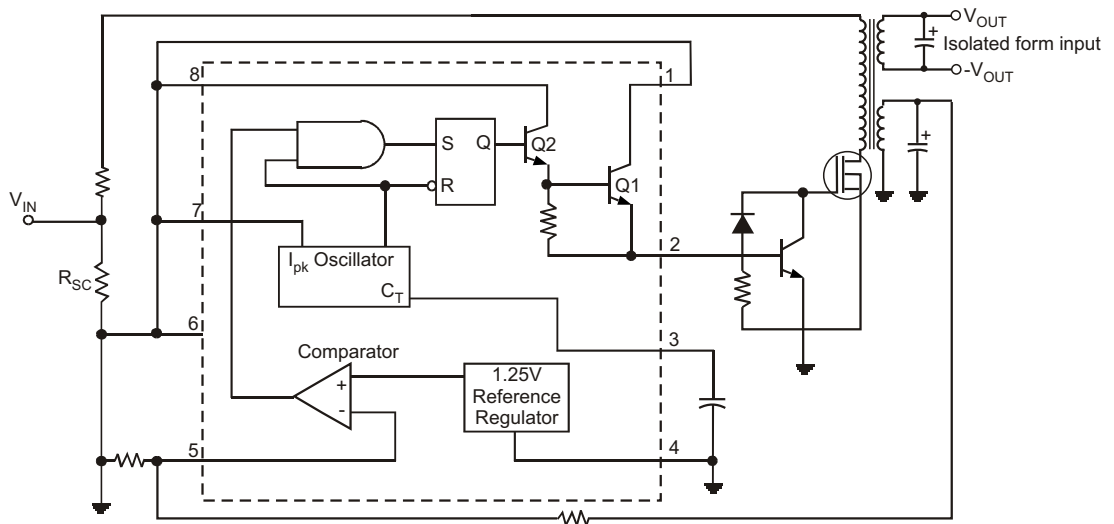 V_OUT
+
Isolated form input
-V_OUT
8
1
S
Q
Q2
+
R
Q1
V_IN
7
I_pk Oscillator
2
R_SC
C_T
6
3
Comparator
1.25V
Reference
Regulator
+
-
5
4